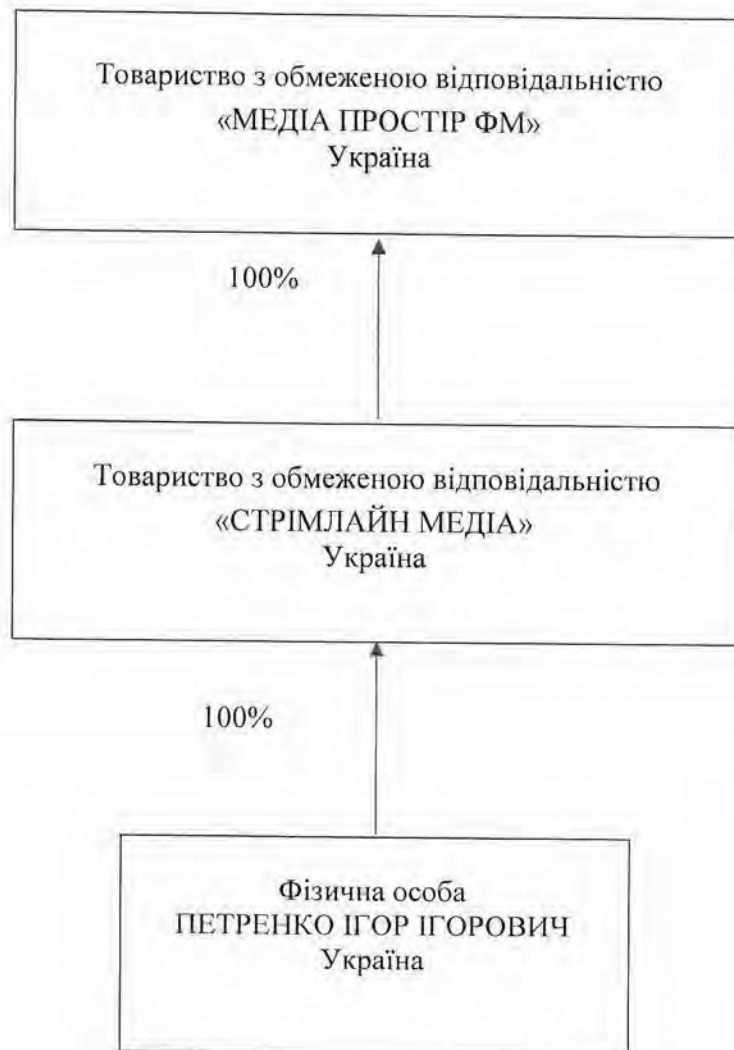 Товариство з обмеженою відповідальністю
«МЕДІА ПРОСТІР ФМ»
Україна
100%
Товариство з обмеженою відповідальністю
«СТРІМЛАЙН МЕДІА»
Україна
100%
Фізична особа
ПЕТРЕНКО ІГОР ІГОРОВИЧ
Україна